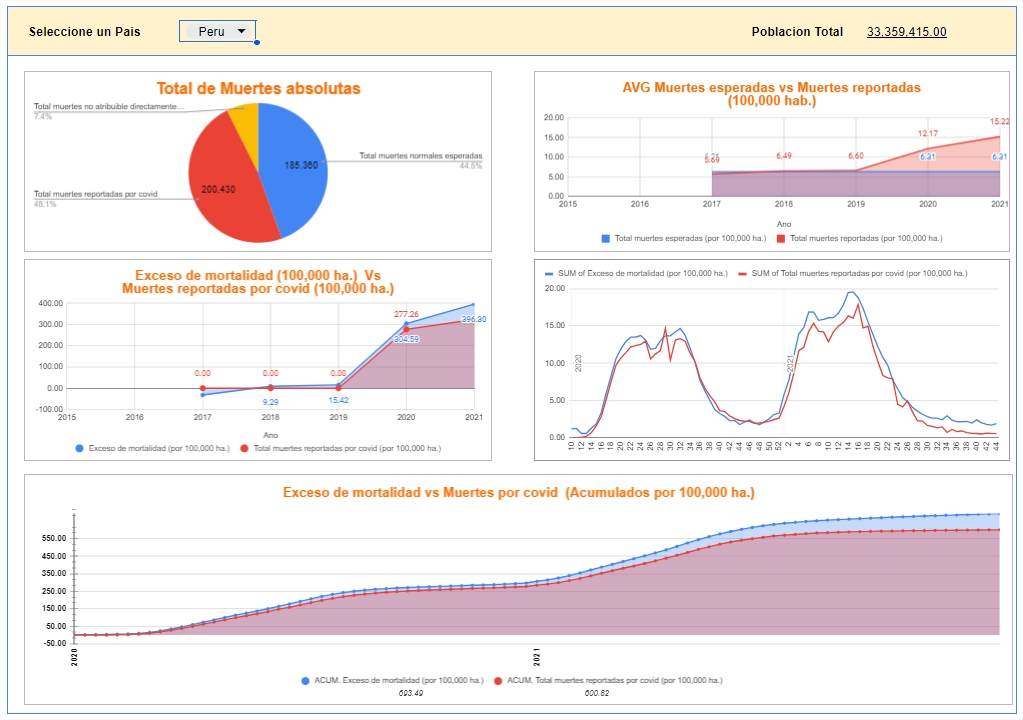 Seleccione un Pais
Peru
Poblacion Total
33,359,415.00
Total de Muertes absolutas
Total muertes no atribuible directamente…
7.4%
185,360
Total muertes normales esperadas
44.5%
Total muertes reportadas por covid
48.1%
200,430
AVG Muertes esperadas vs Muertes reportadas
(100,000 hab.)
20.00
15.00
10.00
5.00
0.00
5.69
6.49
6.60
12.17
6.31
15.22
6.31
2015 2016 2017 2018 2019 2020 2021
Ano
Total muertes esperadas (por 100,000 ha.)
Total muertes reportadas (por 100,000 ha.)
Exceso de mortalidad (100,000 ha.) Vs
Muertes reportadas por covid (100,000 ha.)
400.00
300.00
200.00
100.00
0.00
-100.00
0.00 0.00 0.00
9.29
15.42
277.26
304.59
396.30
2015 2016 2017 2018 2019 2020 2021
Ano
Exceso de mortalidad (por 100,000 ha.)
Total muertes reportadas por covid (por 100,000 ha.)
SUM of Exceso de mortalidad (por 100,000 ha.)
SUM of Total muertes reportadas por covid (por 100,000 ha.)
20.00
15.00
10.00
5.00
0.00
2020
2021
10 12 14 16 18 20 22 24 26 28 30 32 34 36 38 40 42 44 46 48 50 52 2 4 6 8 10 12 14 16 18 20 22 24 26 28 30 32 34 36 38 40 42 44
Exceso de mortalidad vs Muertes por covid (Acumulados por 100,000 ha.)
550.00
450.00
350.00
250.00
150.00
50.00
-50.00
2020
2021
ACUM. Exceso de mortalidad (por 100,000 ha.)
ACUM. Total muertes reportadas por covid (por 100,000 ha.)
693.49
600.82